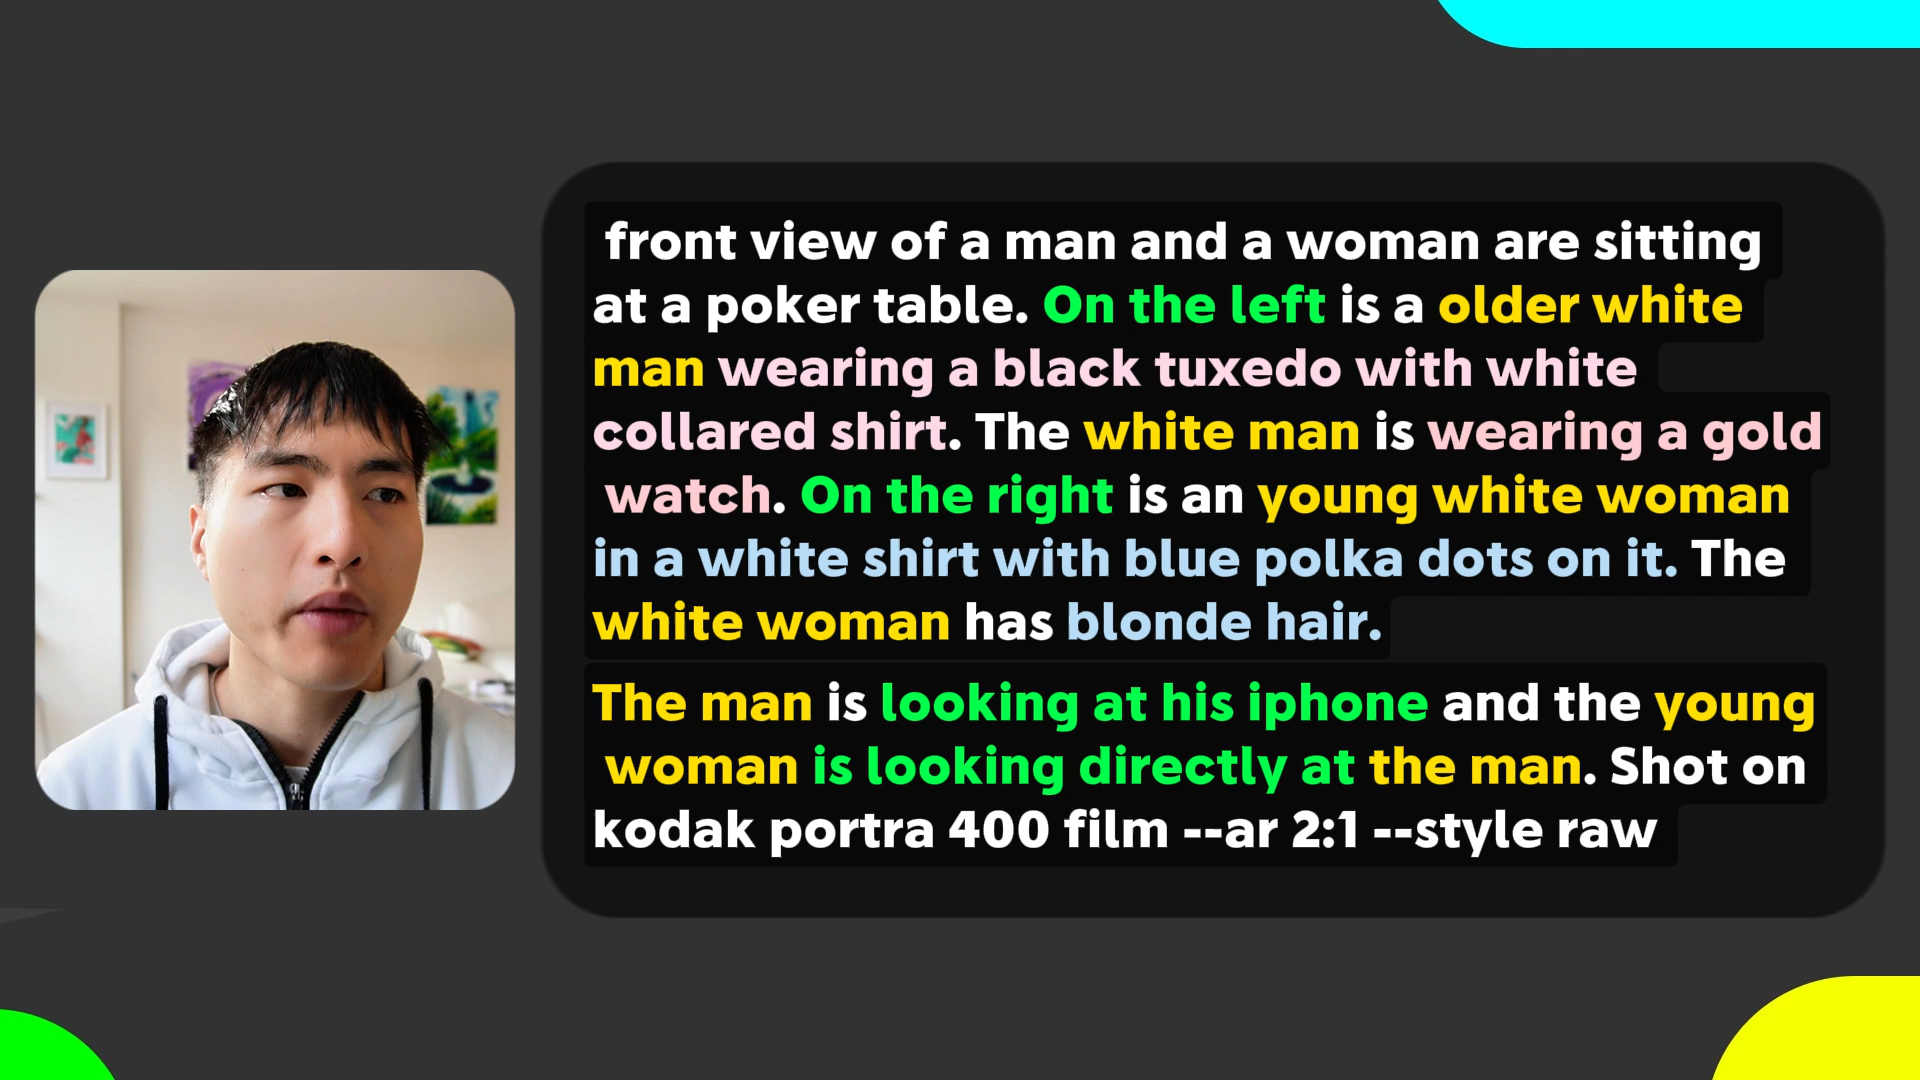 front view of a man and a woman are sitting
at a poker table. On the left is a older white
man wearing a black tuxedo with white
collared shirt. The white man is wearing a gold
watch. On the right is an young white woman
in a white shirt with blue polka dots on it. The
white woman has blonde hair.
The man is looking at his iphone and the young
woman is looking directly at the man. Shot on
kodak portra 400 film --ar 2:1 --style raw